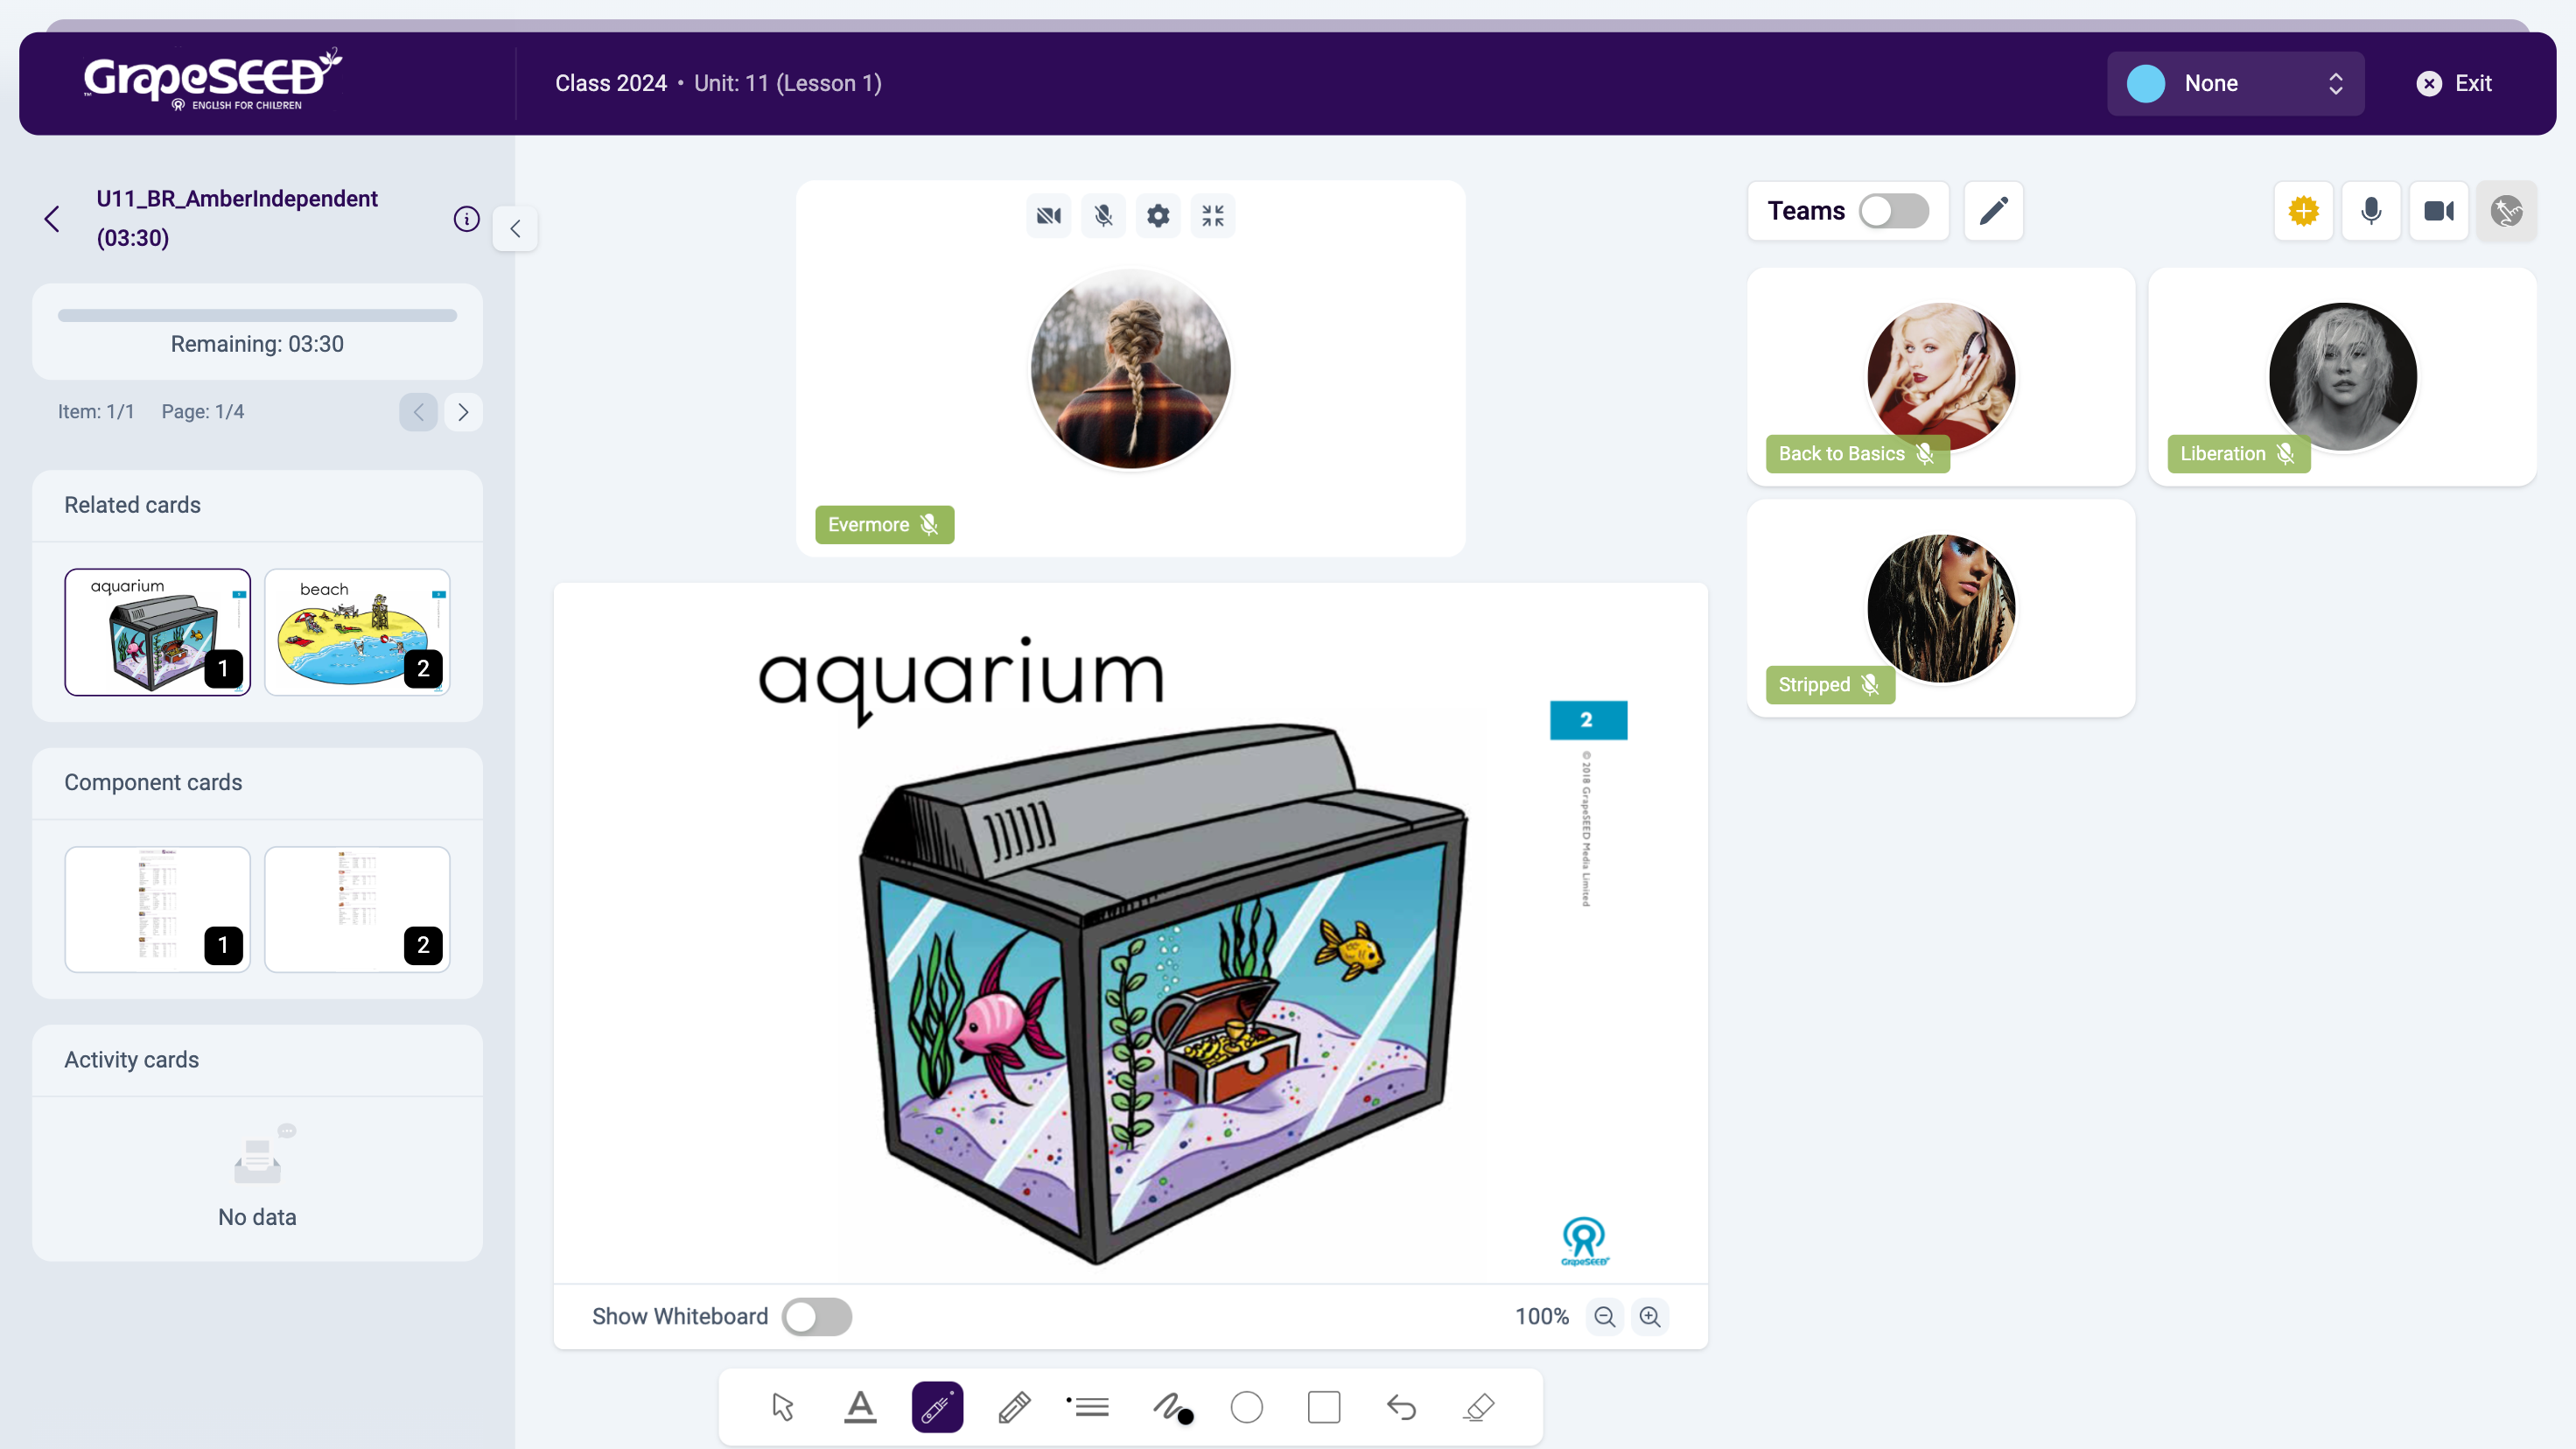 GrapeSEED
™ ENGLISH FOR CHILDREN
Class 2024 • Unit: 11 (Lesson 1)
None
Exit
U11_BR_AmberIndependent
(03:30)
Remaining: 03:30
Item: 1/1 Page: 1/4
Related cards
aquarium
1
beach
2
Component cards
1
2
Activity cards
No data
Evermore
aquarium
2
© 2018 GrapeSEED Media Limited
GrapeSEED
Show Whiteboard
100%
A
Teams
Back to Basics
Liberation
Stripped